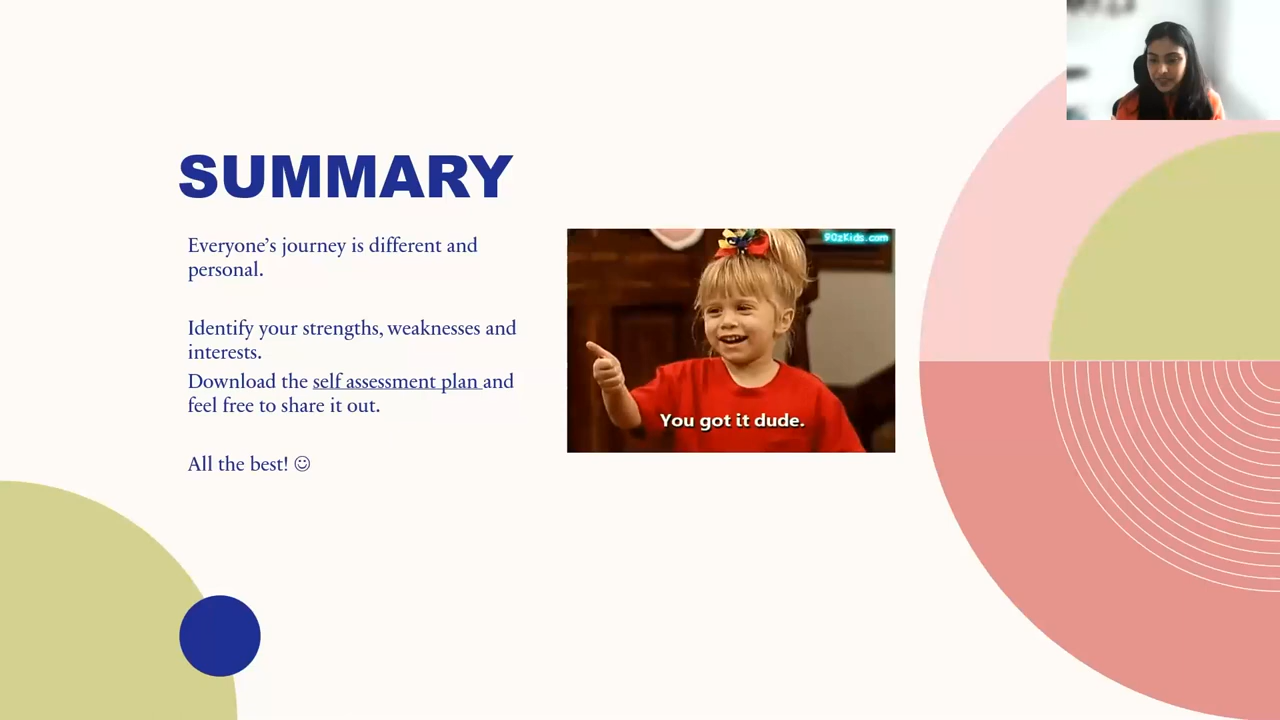 SUMMARY
Everyone’s journey is different and
personal.
Identify your strengths, weaknesses and
interests.
Download the self assessment plan and
feel free to share it out.
All the best! ☺
90zKids.com
You got it dude.